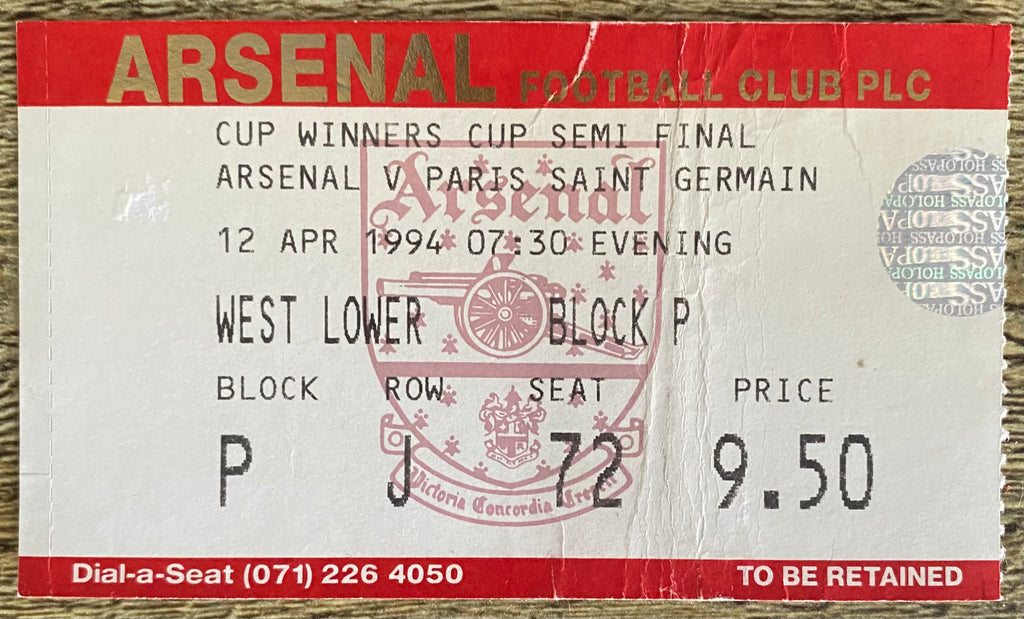 ARSENAL FOOTBALL CLUB PLC
CUP WINNERS CUP SEMI FINAL
ARSENAL V PARIS SAINT GERMAIN
12 APR 1994 07:30 EVENING
Arsenal
WEST LOWER BLOCK P
BLOCK ROW SEAT PRICE
P J 72 9.50
Victoria Concordia Crescit
HOLOPASS HOLOPASS
Dial-a-Seat (071) 226 4050
TO BE RETAINED